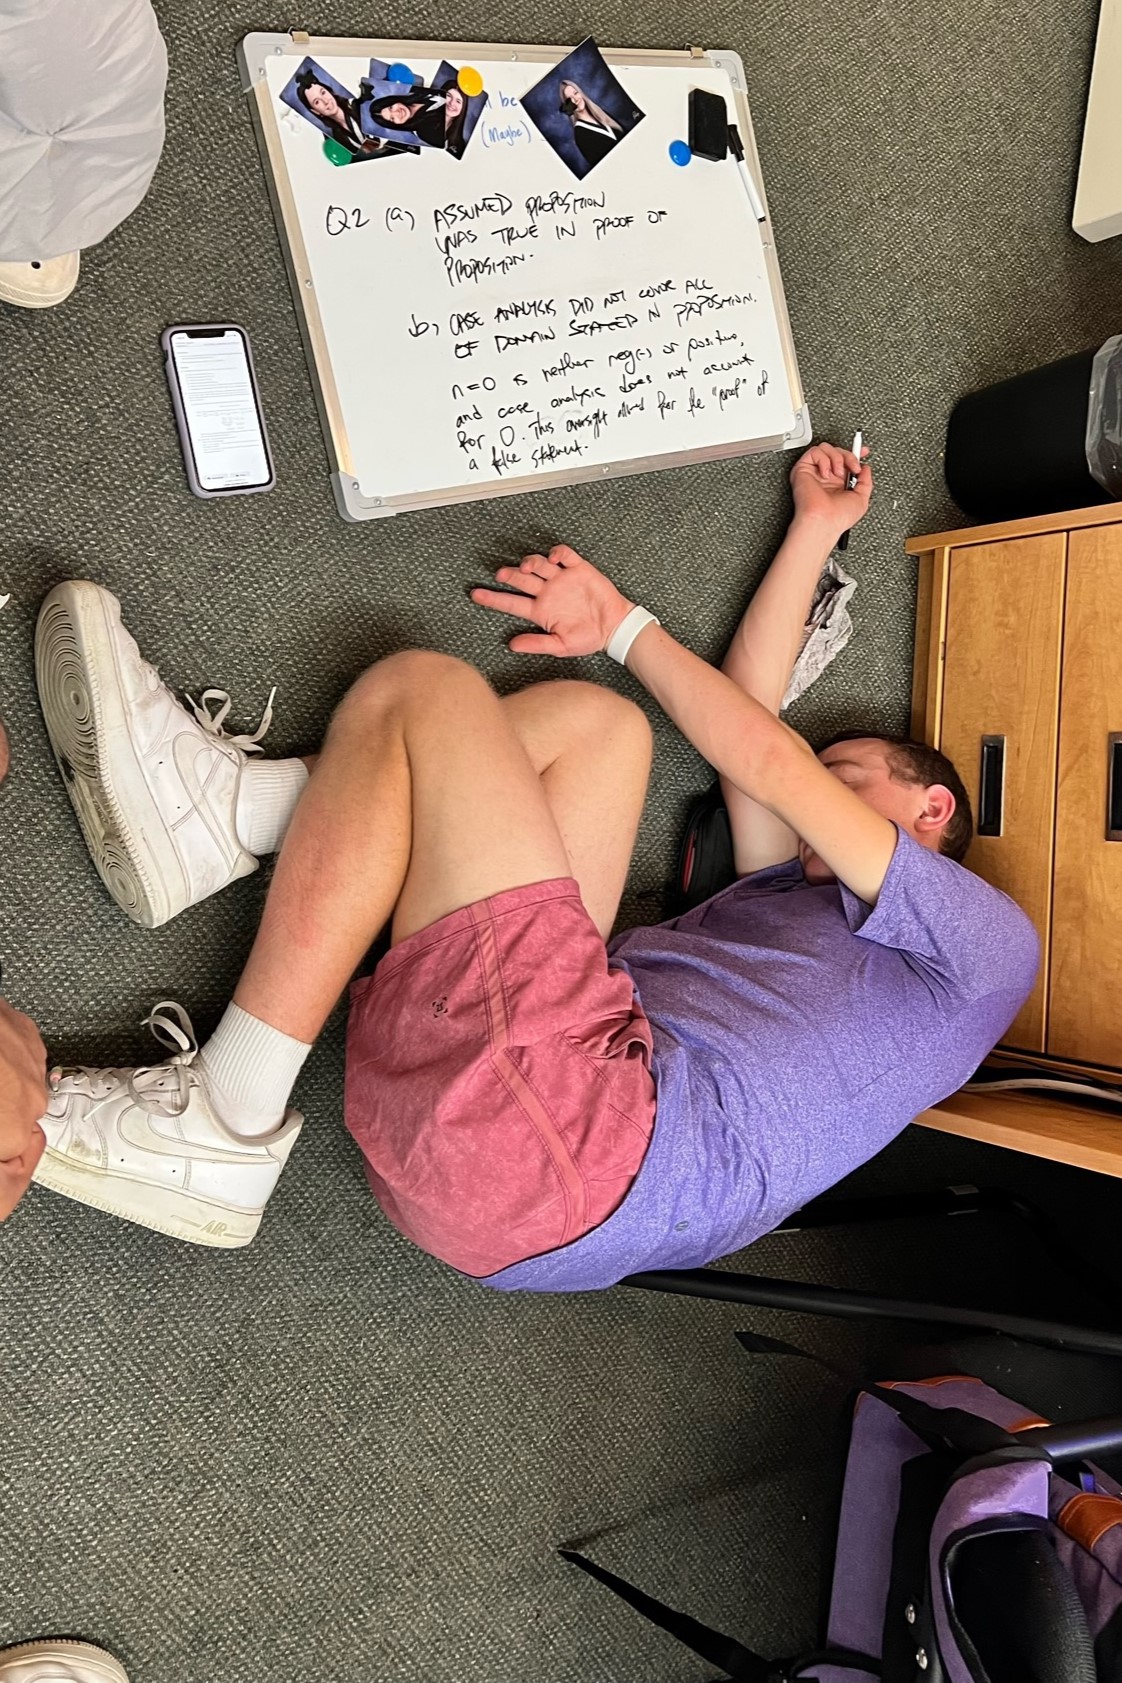 l be
(Maybe)
Q2 (a) ASSUMED PROPOSITION
WAS TRUE IN PROOF OF
PROPOSITION.
b) CASE ANALYSIS DID NOT COVER ALL
OF DOMAIN STATED IN PROPOSITION.
n=0 is neither neg(-) or positive,
and case analysis does not account
for 0. This oversight allowed for the "proof" of
a false statement.
AIR